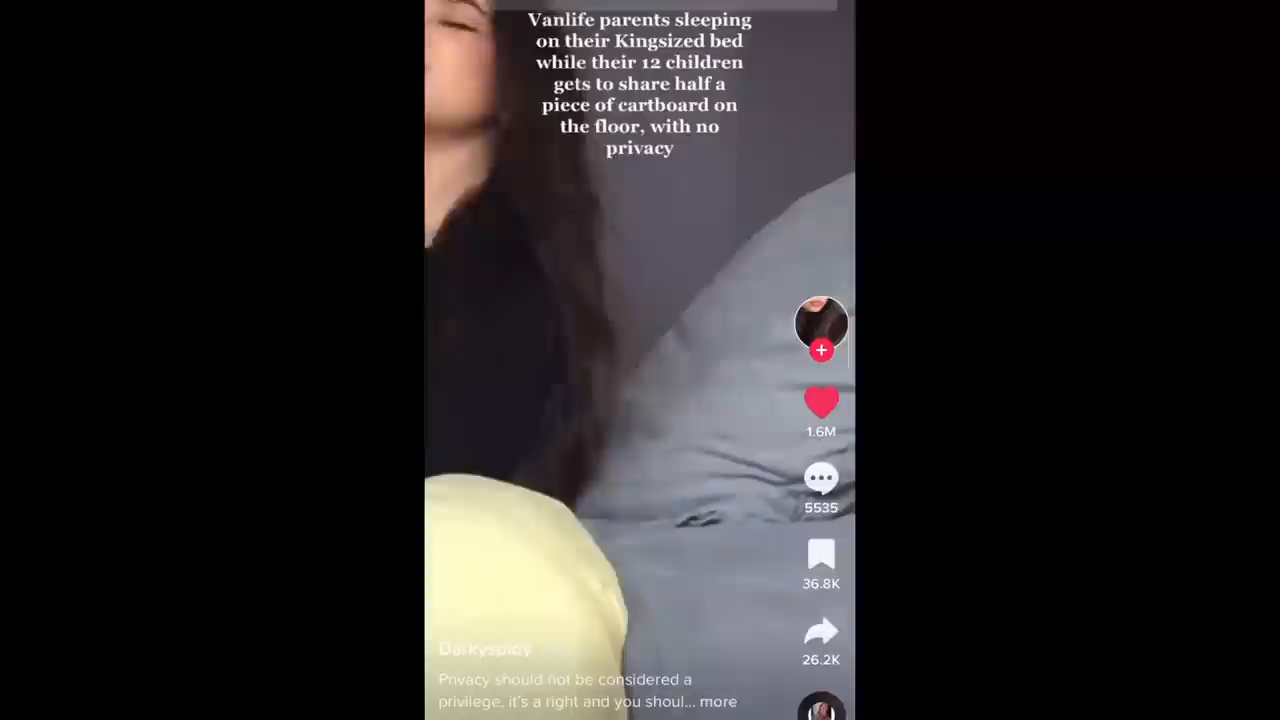 Vanlife parents sleeping
on their Kingsized bed
while their 12 children
gets to share half a
piece of cartboard on
the floor, with no
privacy
1.6M
5535
36.8K
26.2K
Darkyspidy
Privacy should not be considered a
privilege, it's a right and you shoul... more